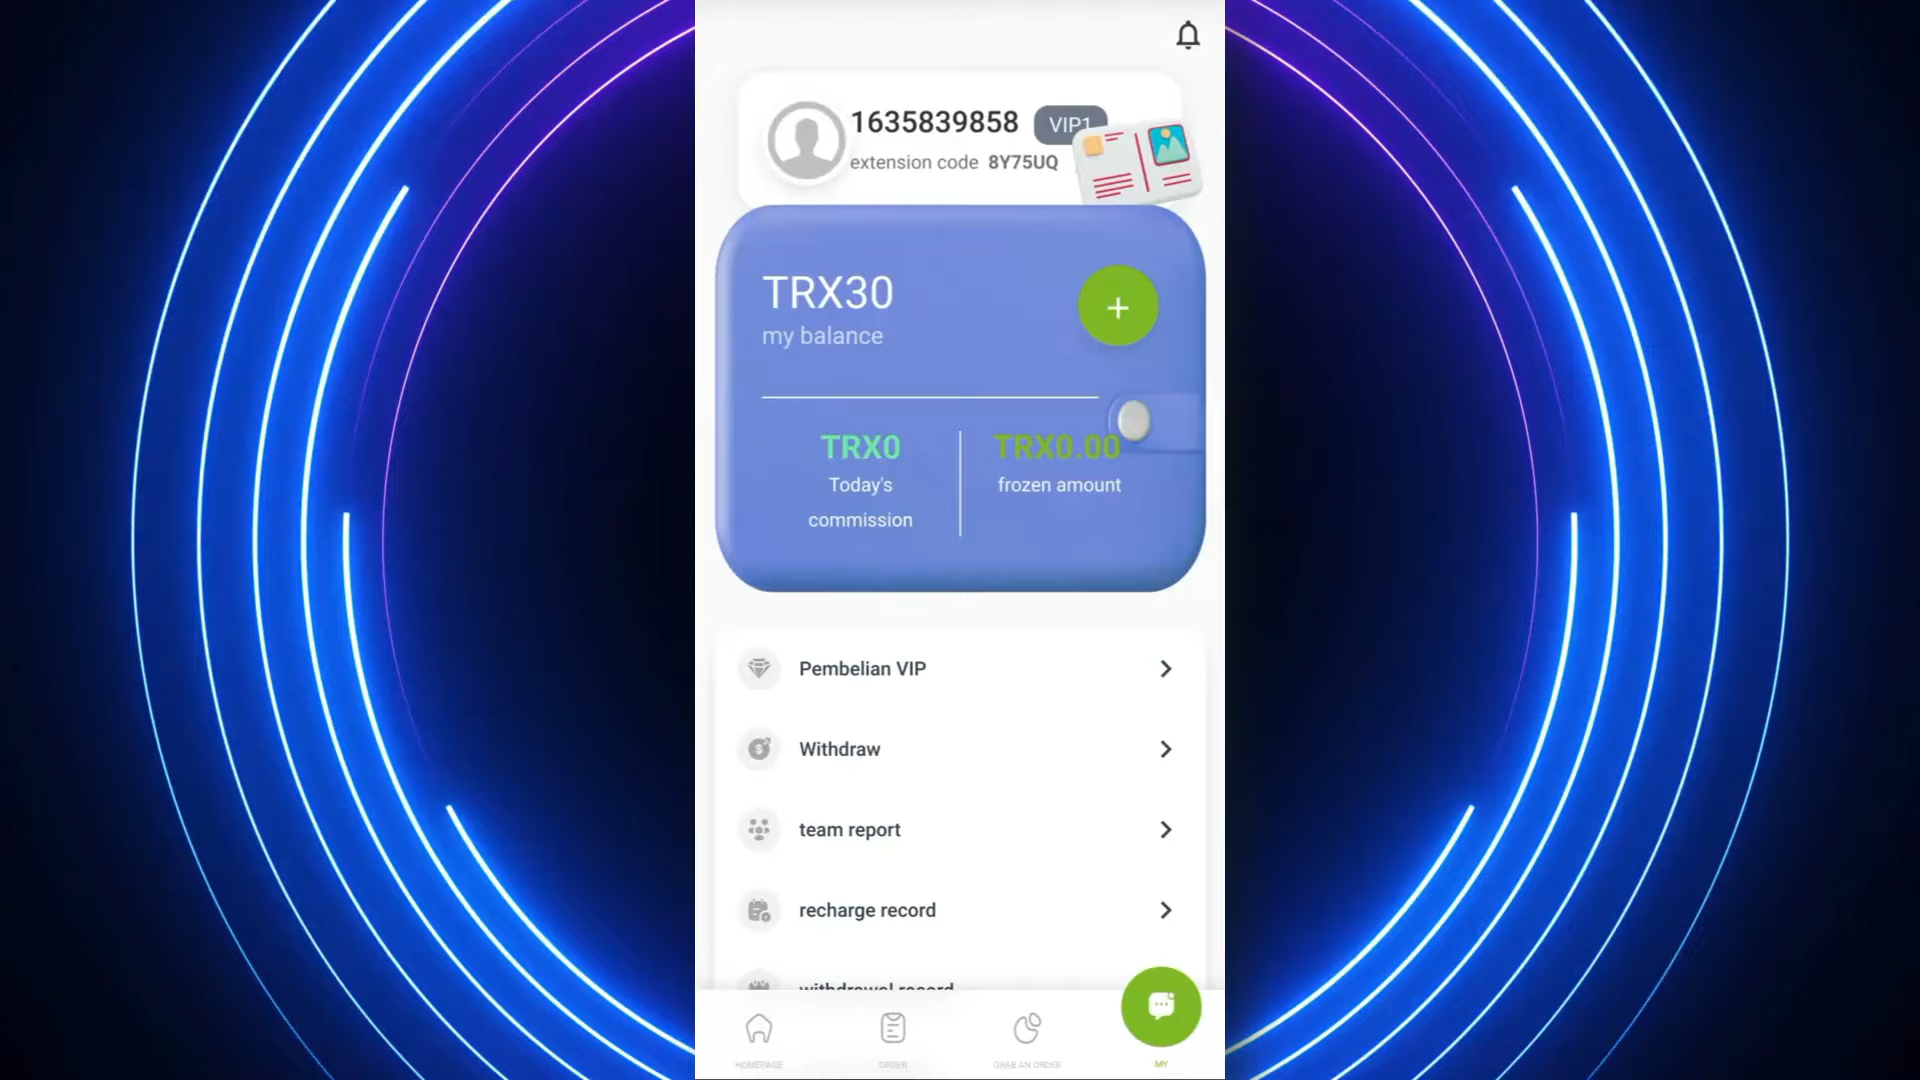 1635839858 VIP1
extension code 8Y75UQ
TRX30
my balance
+
TRX0
Today's
commission
TRX0.00
frozen amount
Pembelian VIP
Withdraw
team report
recharge record
withdrawal record
HOMEPAGE
ORDER
GRAB AN ORDER
MY